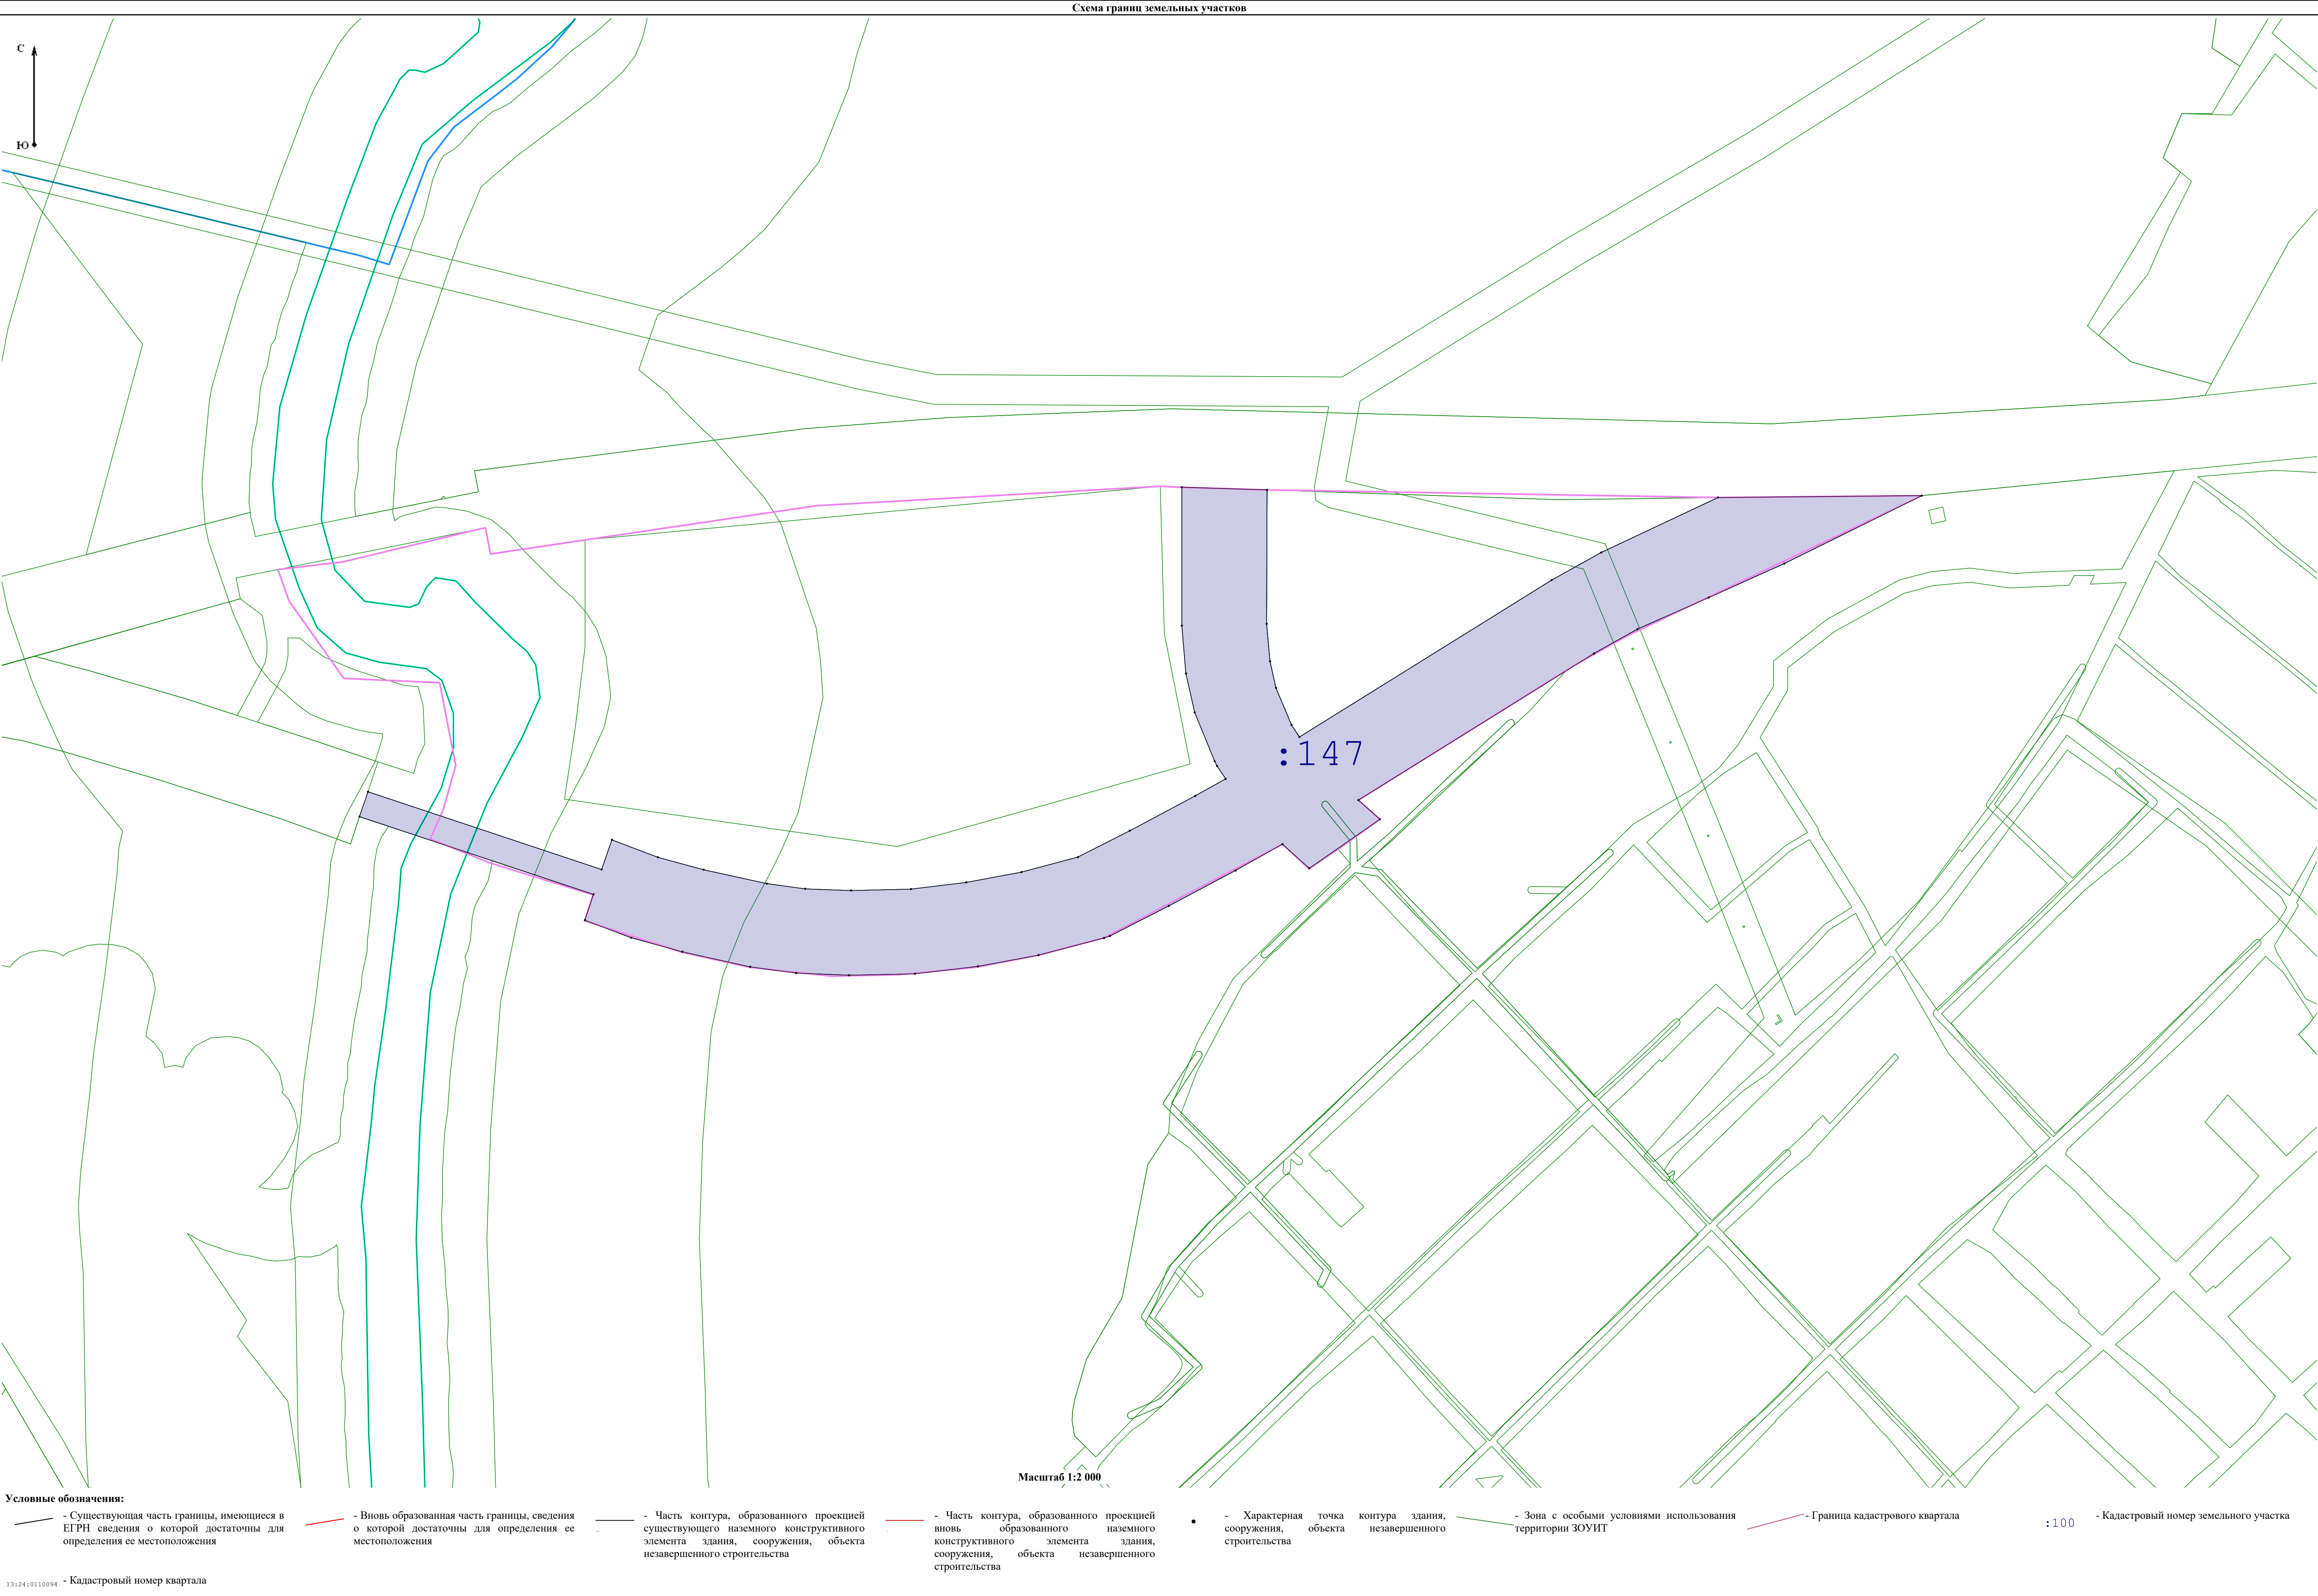 Схема границ земельных участков
С
Ю
:147
Масштаб 1:2 000
Условные обозначения:
- Существующая часть границы, имеющиеся в
ЕГРН сведения о которой достаточны для
определения ее местоположения
- Вновь образованная часть границы, сведения
о которой достаточны для определения ее
местоположения
- Часть контура, образованного проекцией
существующего наземного конструктивного
элемента здания, сооружения, объекта
незавершенного строительства
- Часть контура, образованного проекцией
вновь образованного наземного
конструктивного элемента здания,
сооружения, объекта незавершенного
строительства
- Характерная точка контура здания,
сооружения, объекта незавершенного
строительства
- Зона с особыми условиями использования
территории ЗОУИТ
- Граница кадастрового квартала
:100
- Кадастровый номер земельного участка
13:24:0110094
- Кадастровый номер квартала